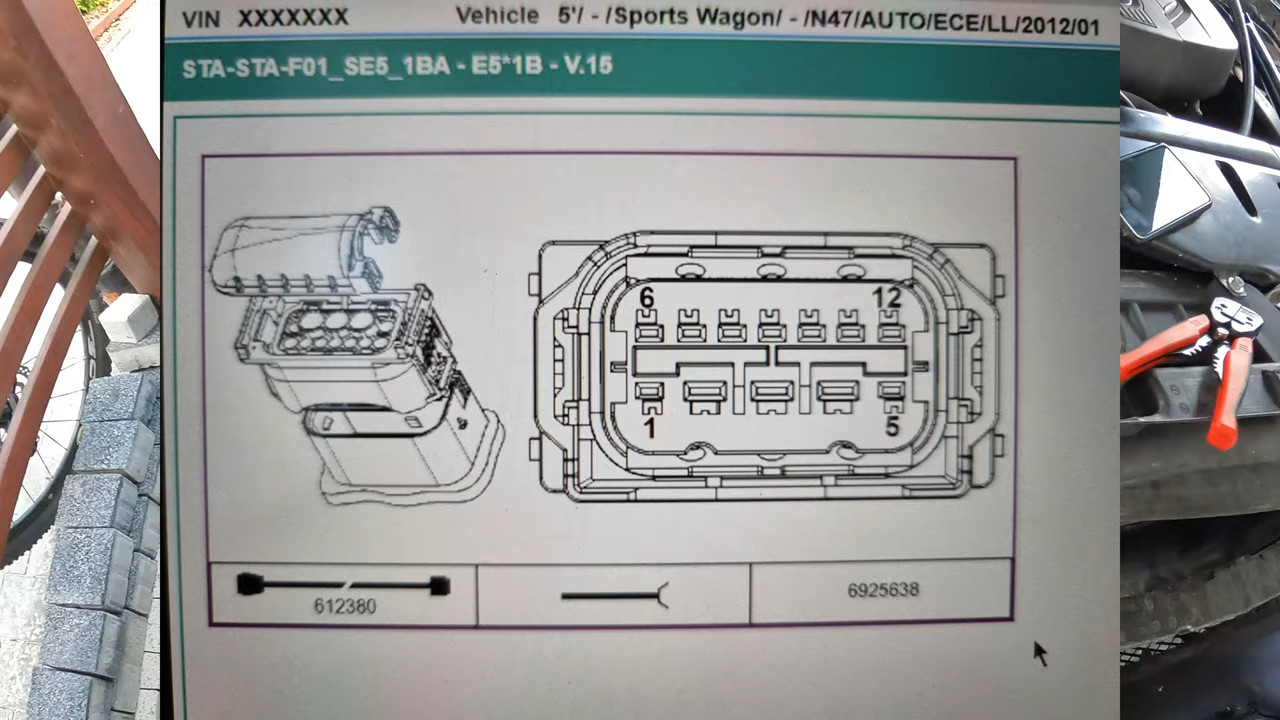 VIN XXXXXXX Vehicle 5'/ - /Sports Wagon/ - /N47/AUTO/ECE/LL/2012/01
STA-STA-F01_SE5_1BA - E5*1B - V.15
6 12
1 5
612380 6925638